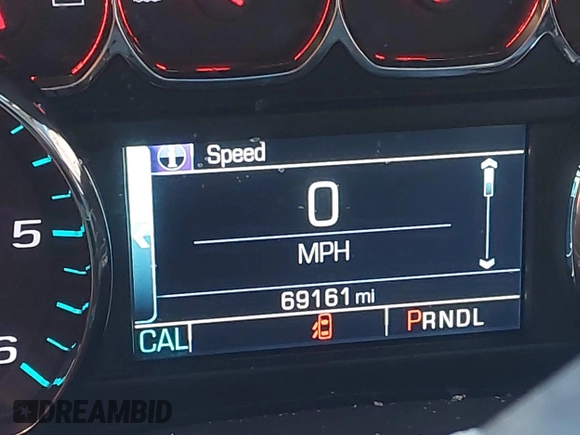 Speed
0
5
MPH
69161 mi
6
CAL
PRNDL
DREAMBID